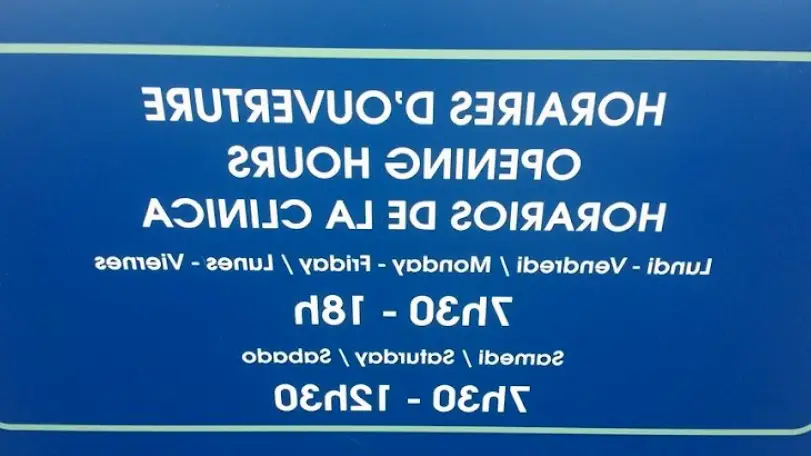 HORAIRES D'OUVERTURE
OPENING HOURS
HORARIOS DE LA CLINICA
Lundi - Vendredi / Monday - Friday / Lunes - Viernes
7h30 - 18h
Samedi / Saturday / Sabado
7h30 - 12h30